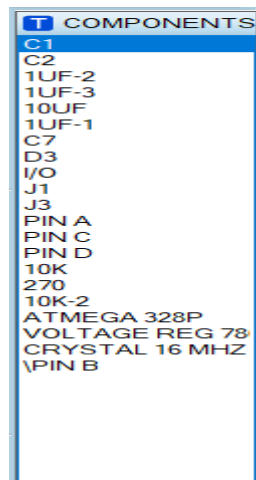 T COMPONENTS
C1
C2
1UF-2
1UF-3
10UF
1UF-1
C7
D3
I/O
J1
J3
PIN A
PIN C
PIN D
10K
270
10K-2
ATMEGA 328P
VOLTAGE REG 78
CRYSTAL 16 MHZ
\PIN B